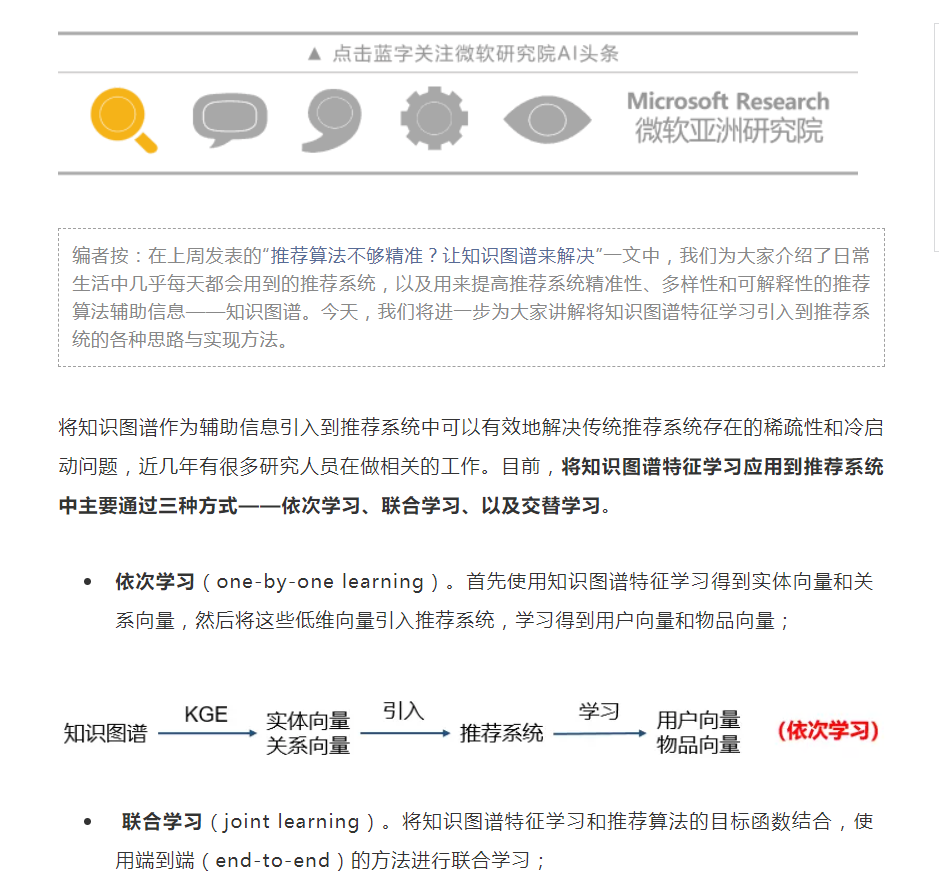 ▲ 点击蓝字关注微软研究院AI头条
Microsoft Research
微软亚洲研究院
编者按：在上周发表的“推荐算法不够精准？让知识图谱来解决”一文中，我们为大家介绍了日常
生活中几乎每天都会用到的推荐系统，以及用来提高推荐系统精准性、多样性和可解释性的推荐
算法辅助信息——知识图谱。今天，我们将进一步为大家讲解将知识图谱特征学习引入到推荐系
统的各种思路与实现方法。
将知识图谱作为辅助信息引入到推荐系统中可以有效地解决传统推荐系统存在的稀疏性和冷启
动问题，近几年有很多研究人员在做相关的工作。目前，将知识图谱特征学习应用到推荐系统
中主要通过三种方式——依次学习、联合学习、以及交替学习。
• 依次学习（one-by-one learning）。首先使用知识图谱特征学习得到实体向量和关
系向量，然后将这些低维向量引入推荐系统，学习得到用户向量和物品向量；
知识图谱
KGE
实体向量
关系向量
引入
推荐系统
学习
用户向量
物品向量
(依次学习)
• 联合学习（joint learning）。将知识图谱特征学习和推荐算法的目标函数结合，使
用端到端（end-to-end）的方法进行联合学习；